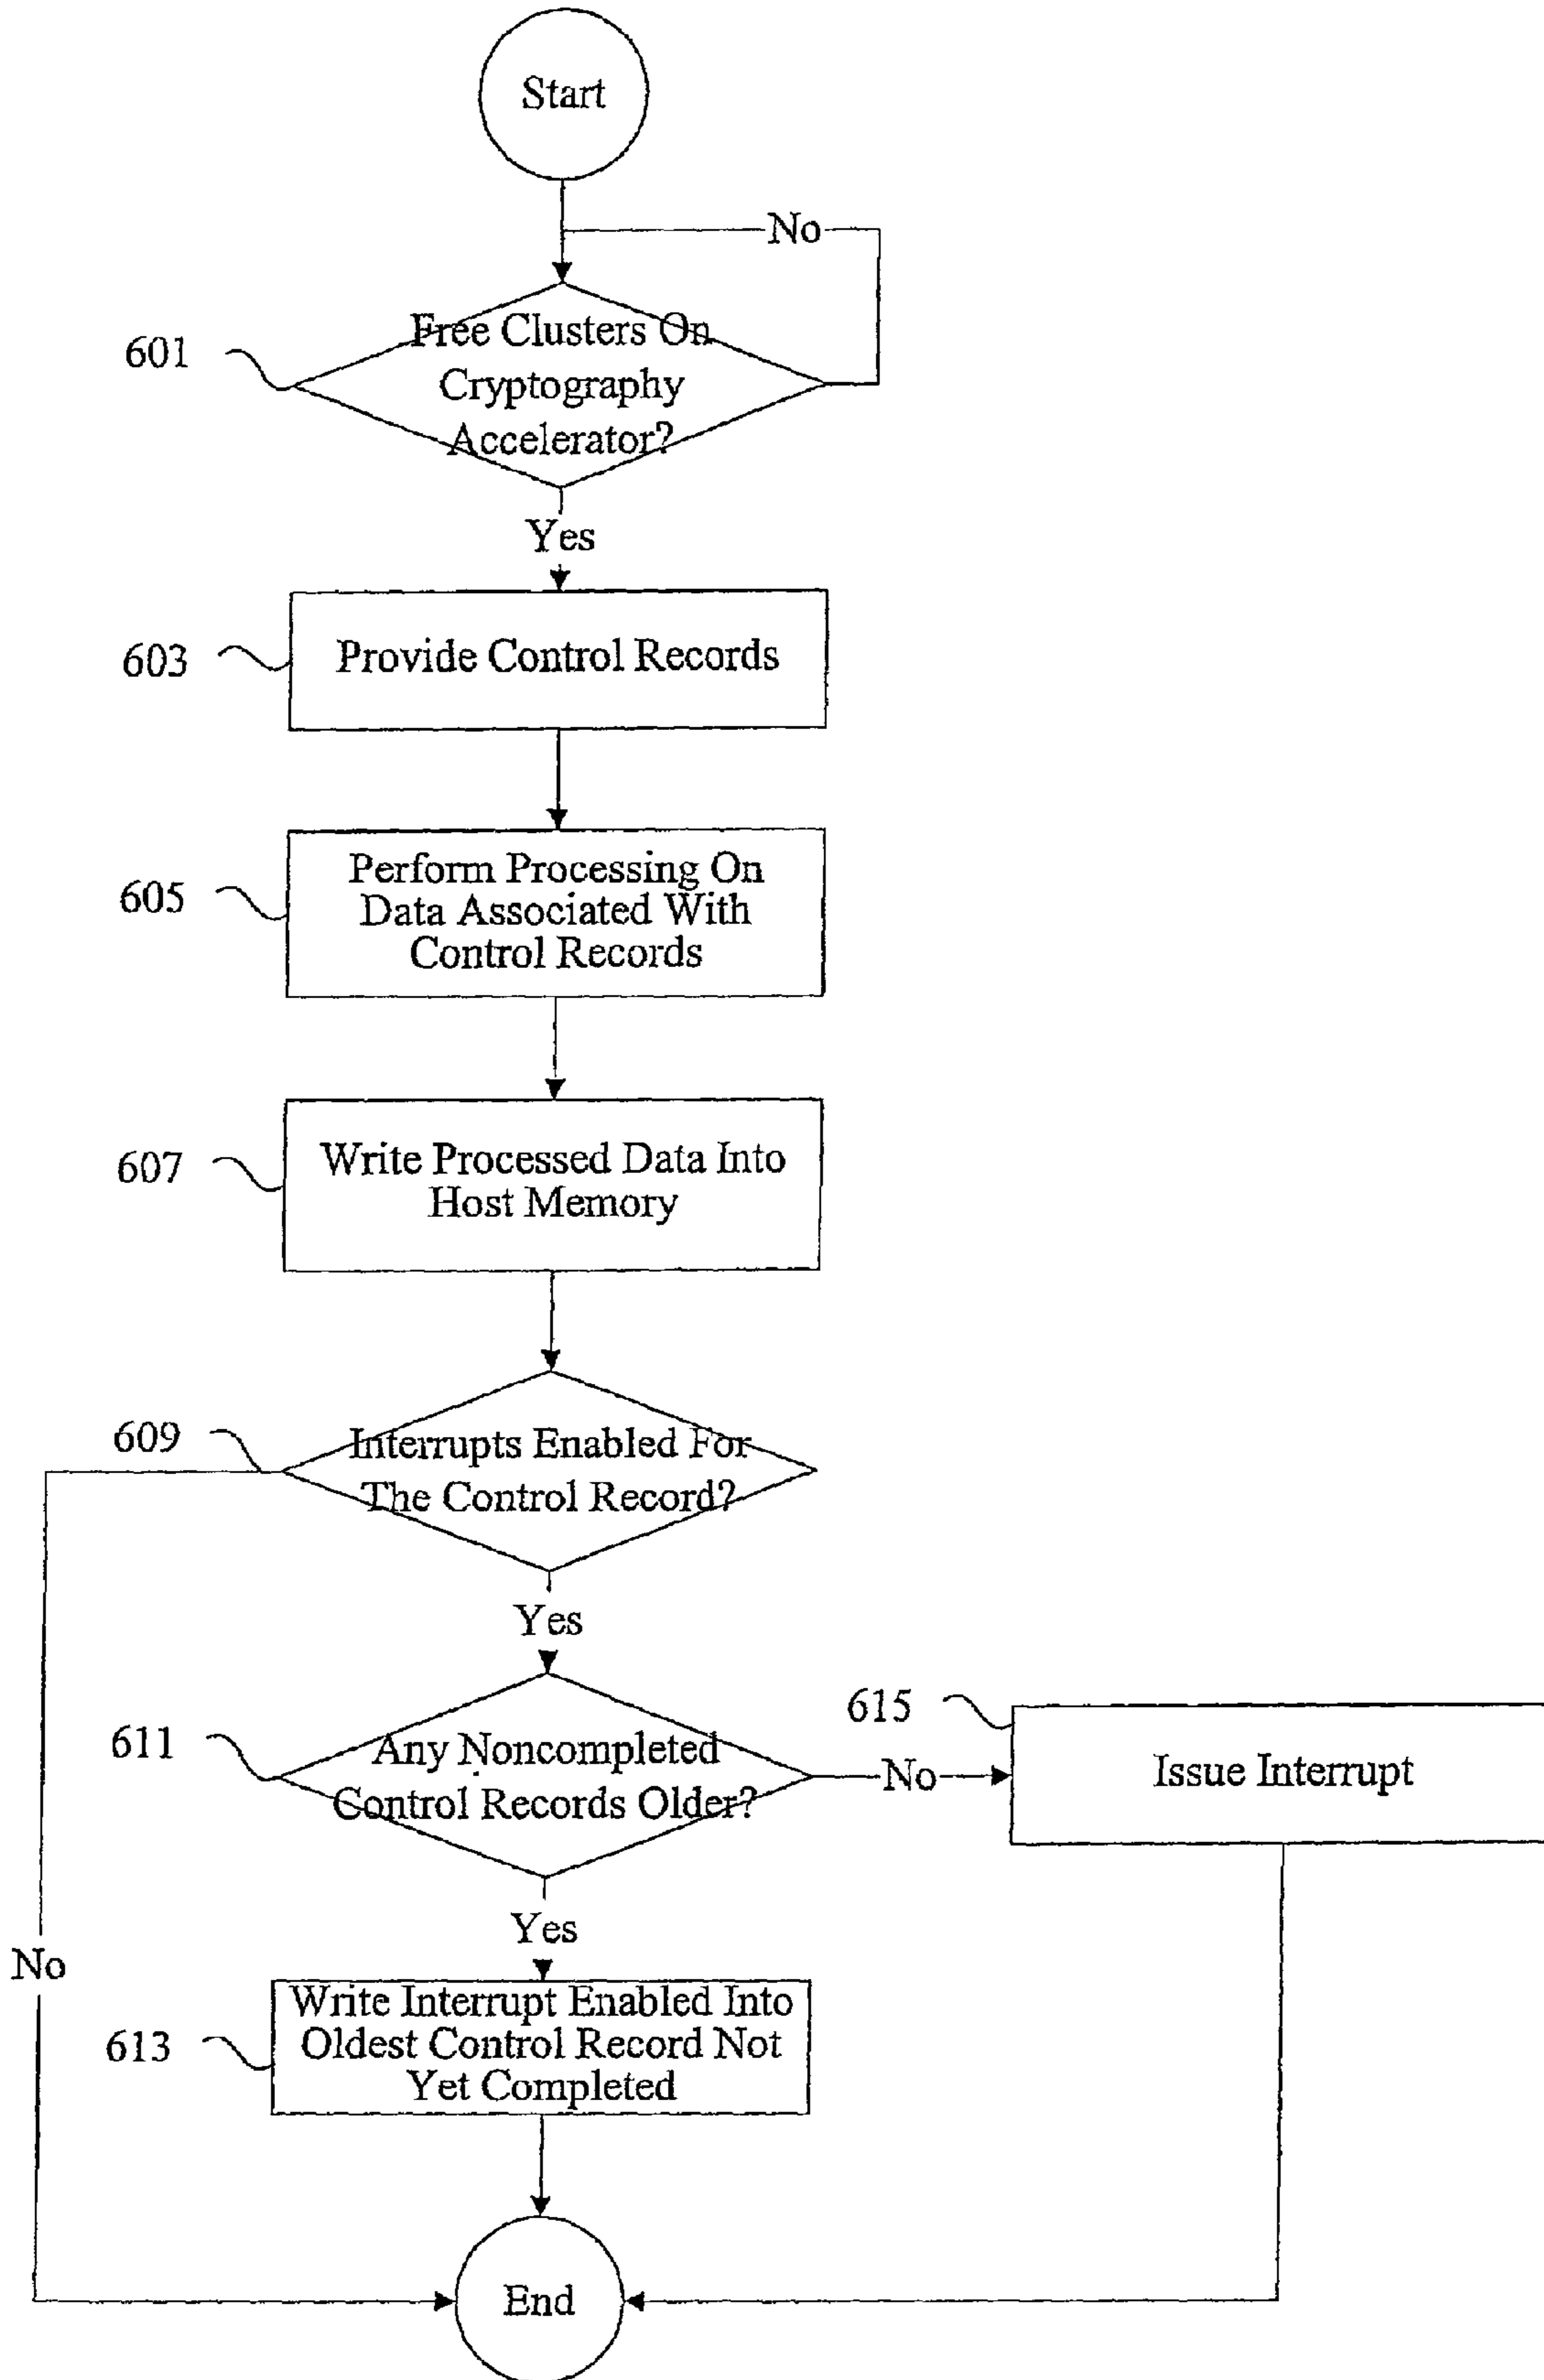 Start
No
601
Free Clusters On
Cryptography
Accelerator?
Yes
603
Provide Control Records
605
Perform Processing On
Data Associated With
Control Records
607
Write Processed Data Into
Host Memory
609
Interrupts Enabled For
The Control Record?
Yes
611
Any Noncompleted
Control Records Older?
No
615
Issue Interrupt
Yes
No
613
Write Interrupt Enabled Into
Oldest Control Record Not
Yet Completed
End